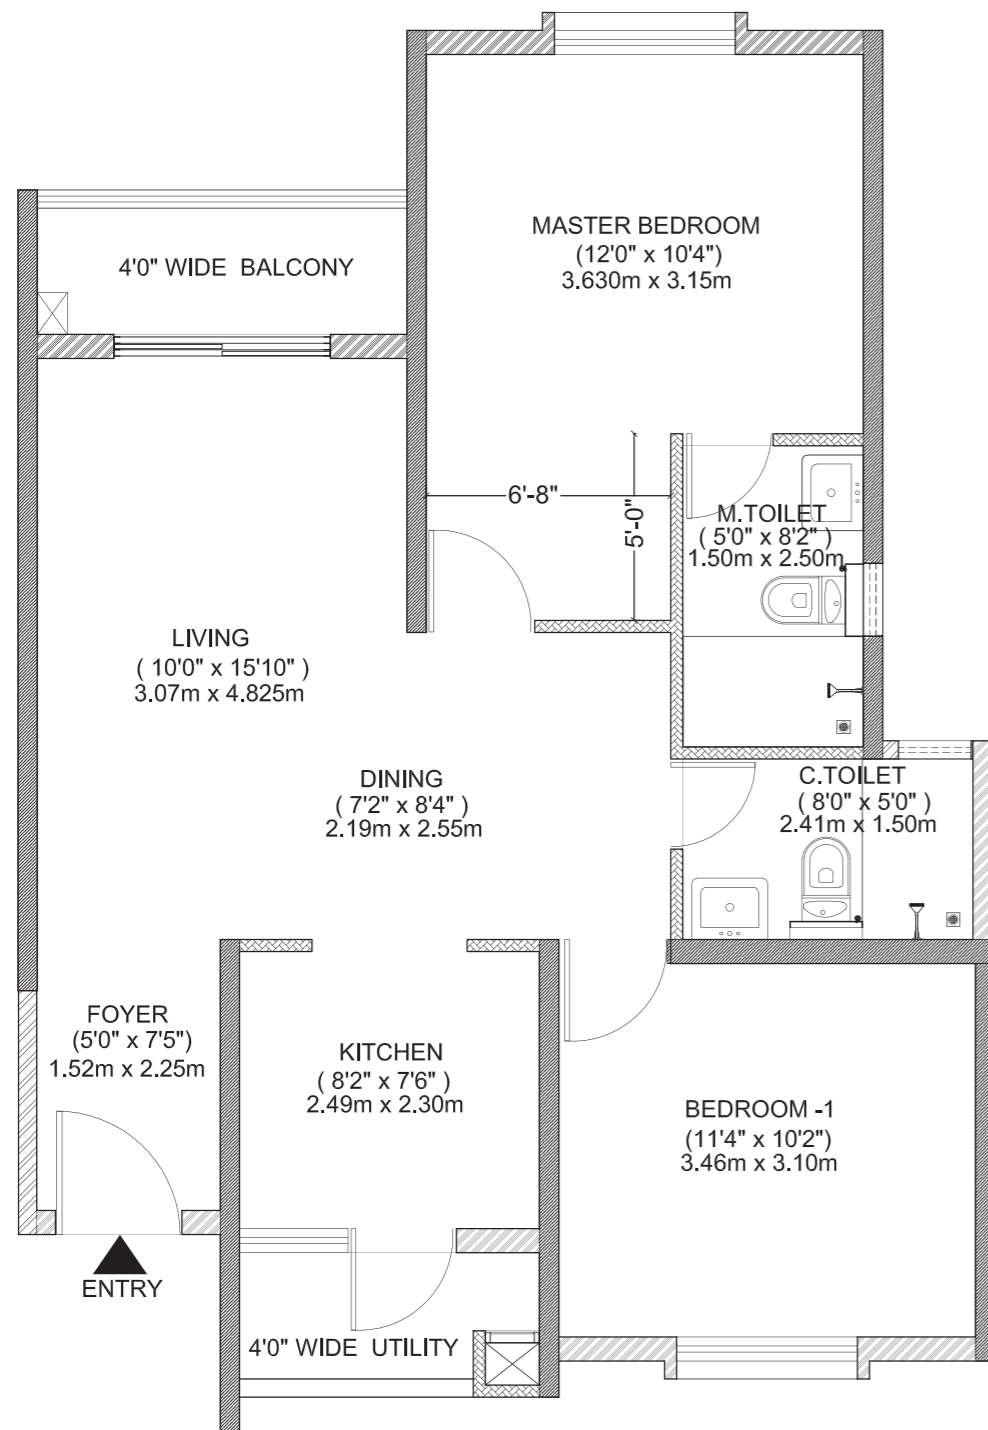 MASTER BEDROOM
(12'0" x 10'4")
3.630m x 3.15m
4'0" WIDE BALCONY
6'-8"
5'-0"
M.TOILET
( 5'0" x 8'2" )
1.50m x 2.50m
LIVING
( 10'0" x 15'10" )
3.07m x 4.825m
DINING
( 7'2" x 8'4" )
2.19m x 2.55m
C.TOILET
( 8'0" x 5'0" )
2.41m x 1.50m
FOYER
(5'0" x 7'5")
1.52m x 2.25m
KITCHEN
( 8'2" x 7'6" )
2.49m x 2.30m
BEDROOM -1
(11'4" x 10'2")
3.46m x 3.10m
ENTRY
4'0" WIDE UTILITY